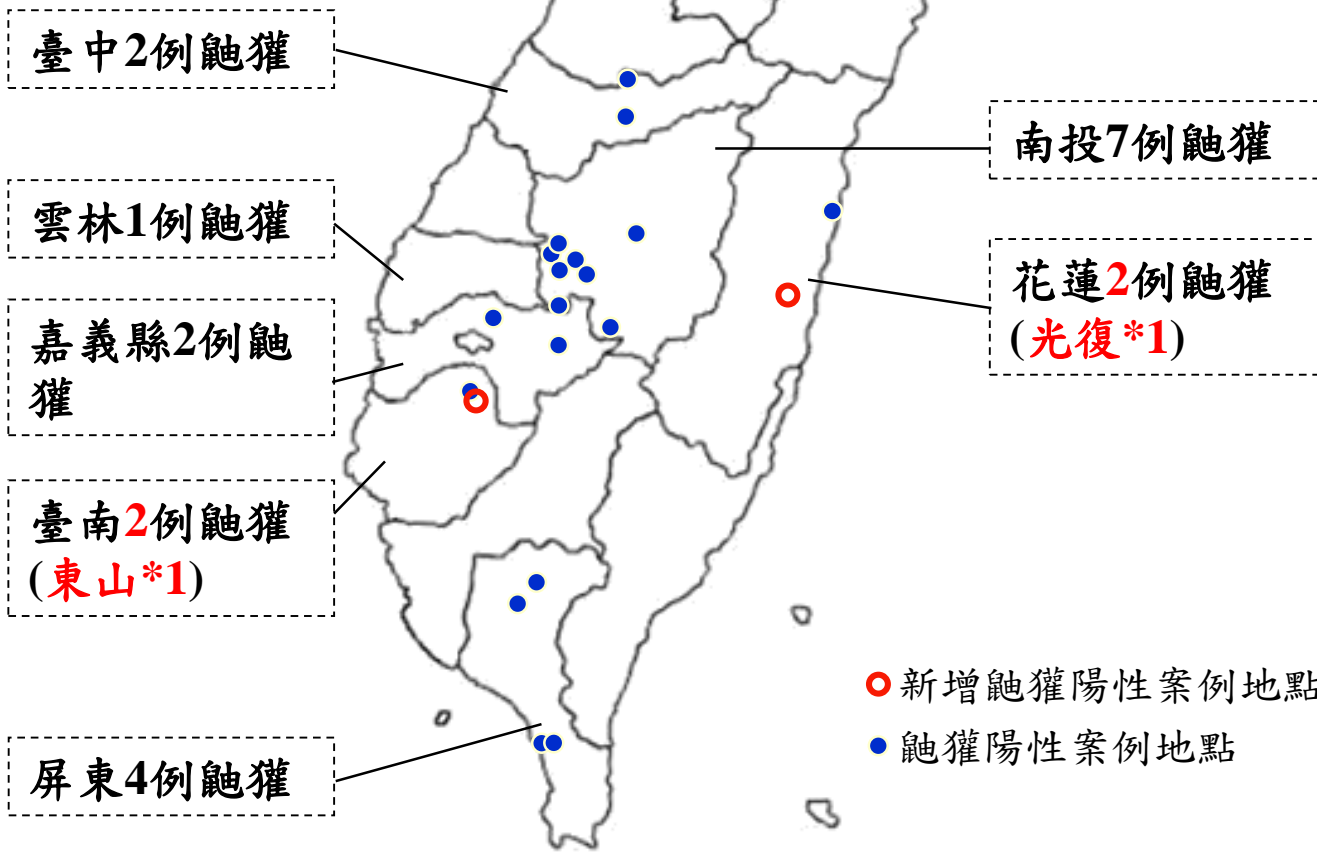 臺中2例鼬獾
南投7例鼬獾
雲林1例鼬獾
花蓮2例鼬獾
(光復*1)
嘉義縣2例鼬
獾
臺南2例鼬獾
(東山*1)
屏東4例鼬獾
新增鼬獾陽性案例地點
鼬獾陽性案例地點